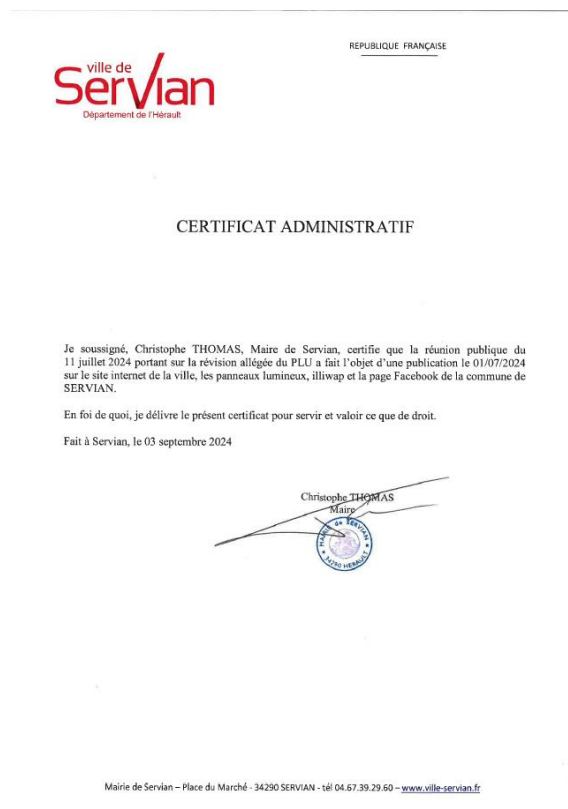 REPUBLIQUE FRANÇAISE
ville de
Servian
Département de l'Hérault
CERTIFICAT ADMINISTRATIF
Je soussigné, Christophe THOMAS, Maire de Servian, certifie que la réunion publique du
11 juillet 2024 portant sur la révision allégée du PLU a fait l'objet d'une publication le 01/07/2024
sur le site internet de la ville, les panneaux lumineux, illiwap et la page Facebook de la commune de
SERVIAN.
En foi de quoi, je délivre le présent certificat pour servir et valoir ce que de droit.
Fait à Servian, le 03 septembre 2024
Christophe THOMAS
Maire
MAIRIE de SERVIAN
34290 HERAULT
Mairie de Servian – Place du Marché - 34290 SERVIAN - tél 04.67.39.29.60 – www.ville-servian.fr